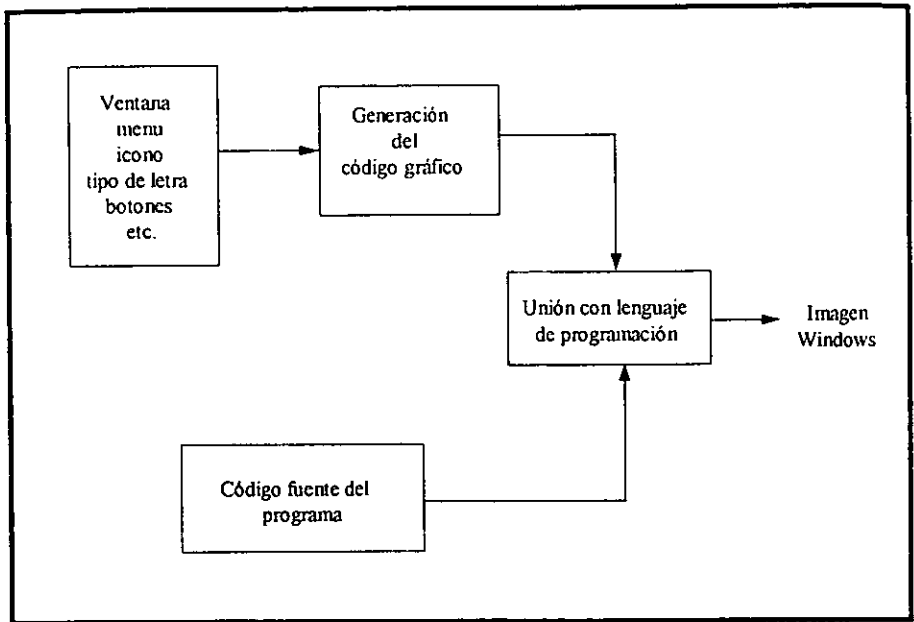 Ventana
menu
icono
tipo de letra
botones
etc.
Generación
del
código gráfico
Unión con lenguaje
de programación
Imagen
Windows
Código fuente del
programa